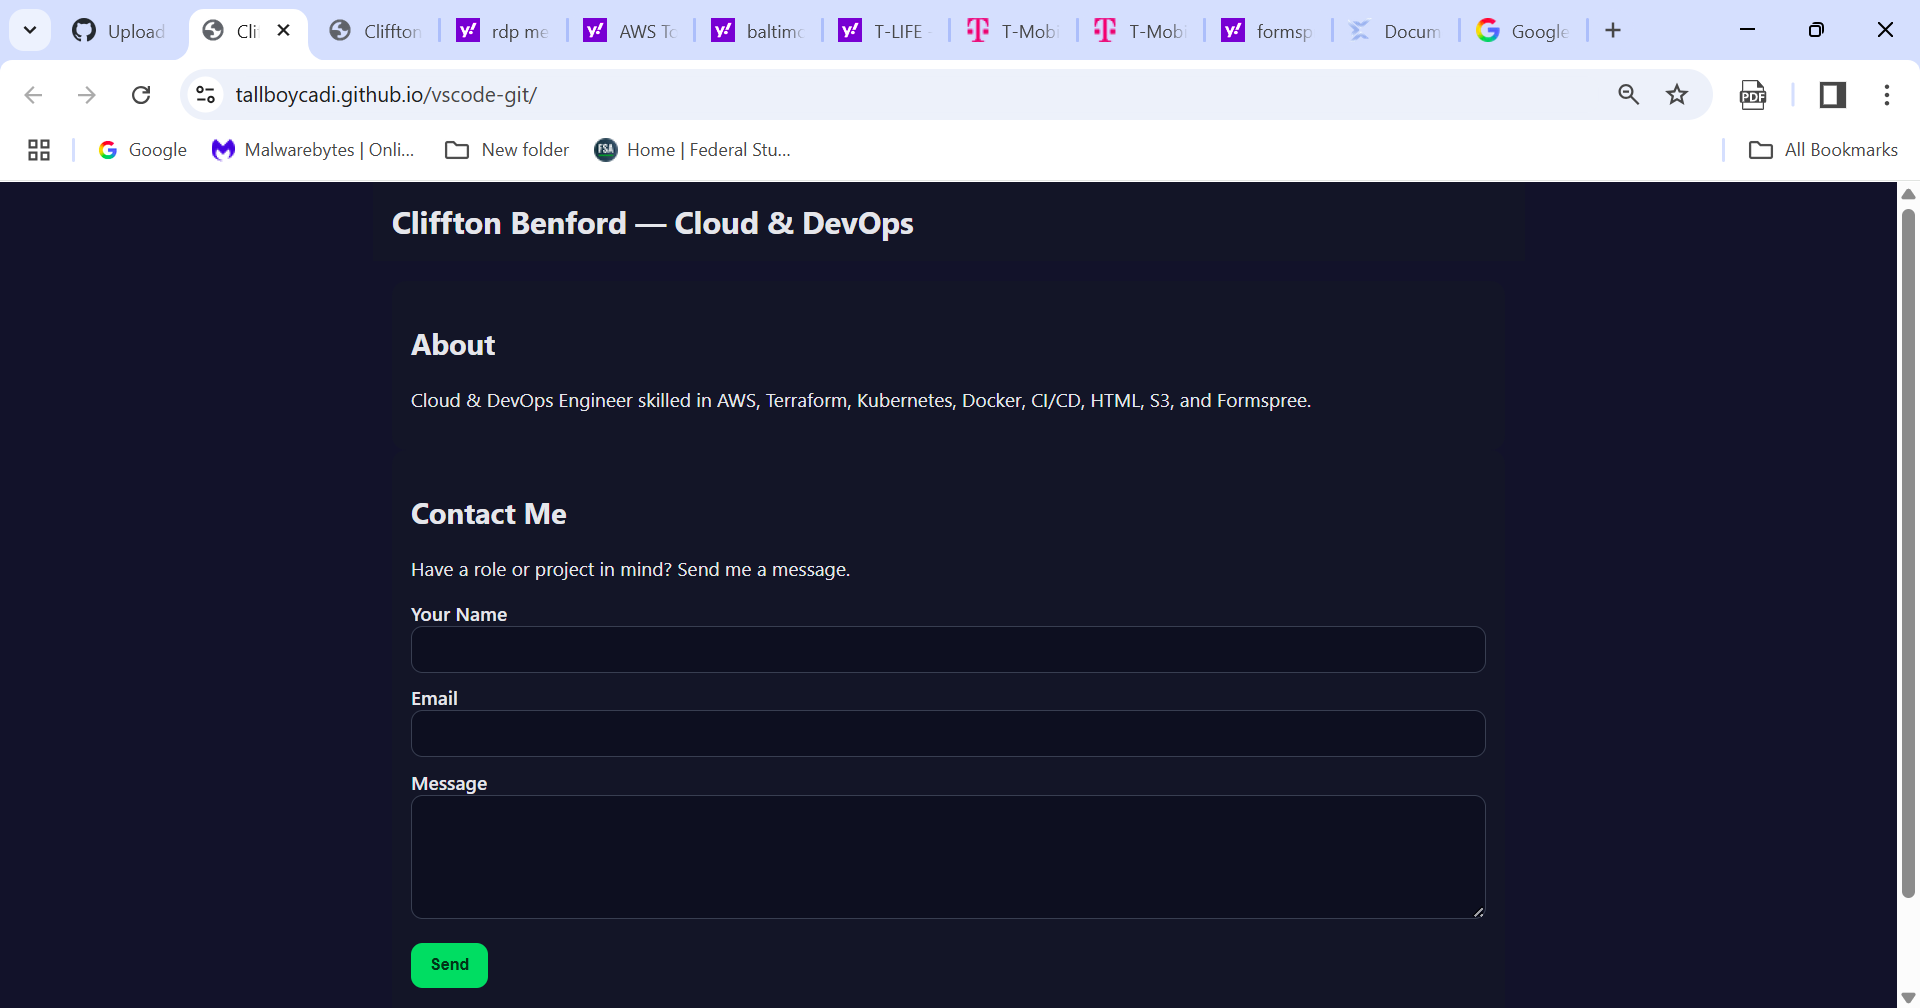 Upload
Cli
Cliffton
rdp me
AWS To
baltimo
T-LIFE -
T-Mobi
T-Mobi
formsp
Docum
Google
tallboycadi.github.io/vscode-git/
PDF
Google
Malwarebytes | Onli...
New folder
FSA
Home | Federal Stu...
All Bookmarks
Cliffton Benford — Cloud & DevOps
About
Cloud & DevOps Engineer skilled in AWS, Terraform, Kubernetes, Docker, CI/CD, HTML, S3, and Formspree.
Contact Me
Have a role or project in mind? Send me a message.
Your Name
Email
Message
Send